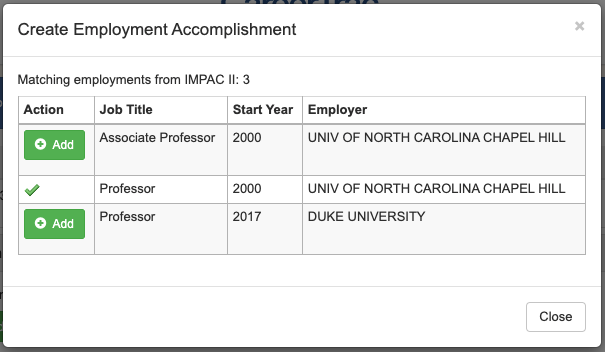 Create Employment Accomplishment ×
Matching employments from IMPAC II: 3
Action Job Title Start Year Employer
Add Associate Professor 2000 UNIV OF NORTH CAROLINA CHAPEL HILL
Professor 2000 UNIV OF NORTH CAROLINA CHAPEL HILL
Add Professor 2017 DUKE UNIVERSITY
Close